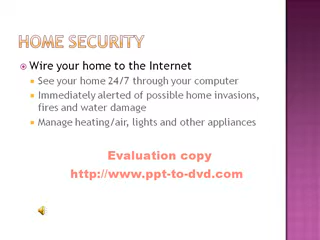 HOME SECURITY
Wire your home to the Internet
See your home 24/7 through your computer
Immediately alerted of possible home invasions,
fires and water damage
Manage heating/air, lights and other appliances
Evaluation copy
http://www.ppt-to-dvd.com